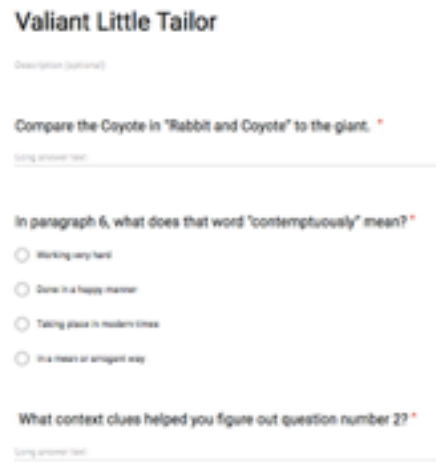 Valiant Little Tailor
Description (optional)
Compare the Coyote in "Rabbit and Coyote" to the giant. *
Long answer text
In paragraph 6, what does that word "contemptuously" mean? *
Working very hard
Done in a happy manner
Taking place in modern times
In a mean or arrogant way
What context clues helped you figure out question number 2? *
Long answer text